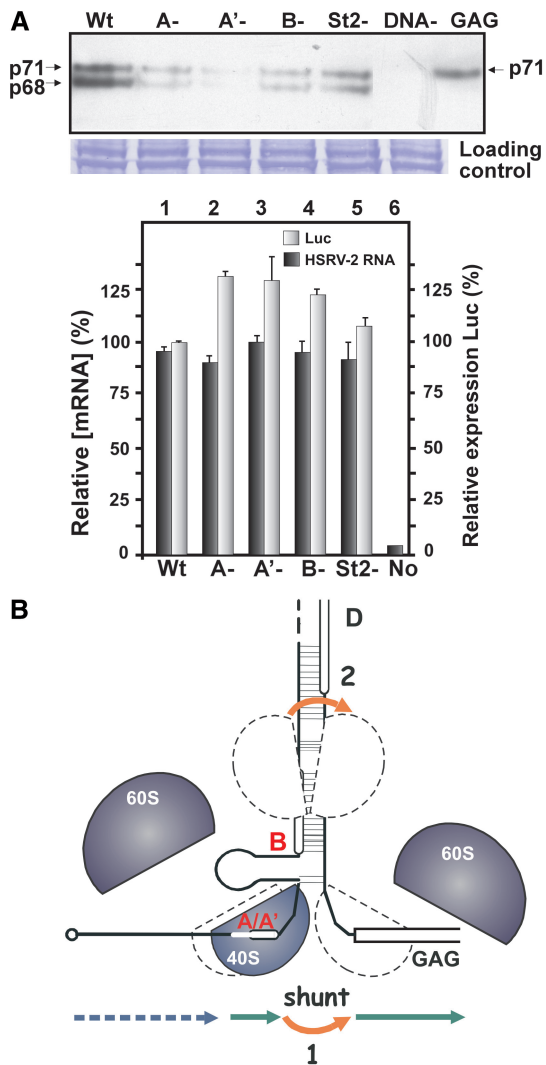 A
Wt A- A'- B- St2- DNA- GAG
p71
p68
p71
Loading
control
1 2 3 4 5 6
Luc
HSRV-2 RNA
Relative [mRNA] (%)
125
100
75
50
25
0
125
100
75
50
25
0
Relative expression Luc (%)
Wt A- A'- B- St2- No
B
D
2
60S
B
60S
A/A'
40S
GAG
shunt
1